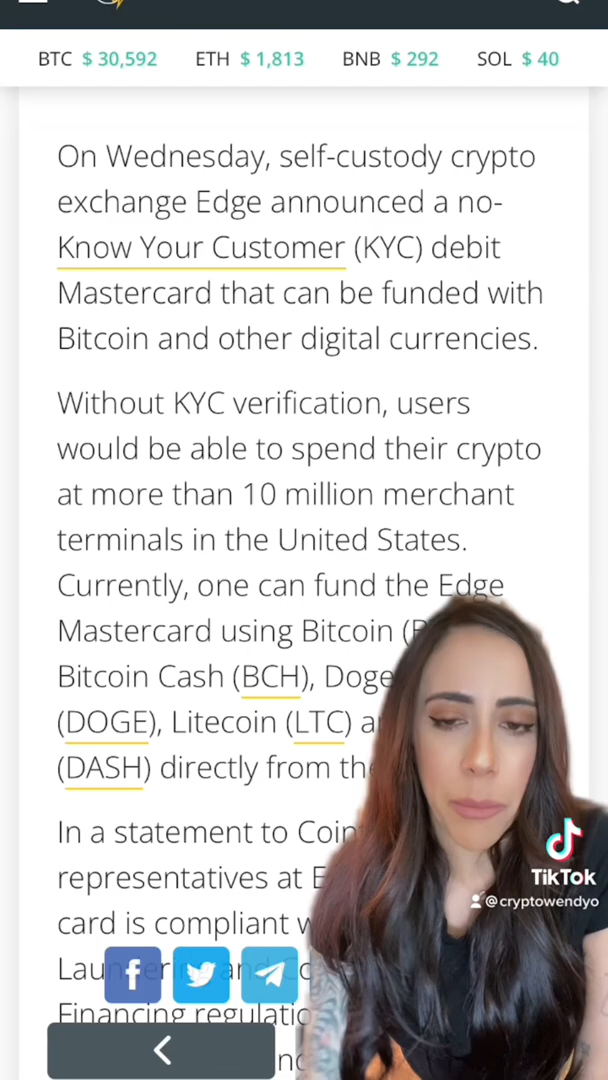 BTC $ 30,592 ETH $ 1,813 BNB $ 292 SOL $ 40
On Wednesday, self-custody crypto
exchange Edge announced a no-
Know Your Customer (KYC) debit
Mastercard that can be funded with
Bitcoin and other digital currencies.
Without KYC verification, users
would be able to spend their crypto
at more than 10 million merchant
terminals in the United States.
Currently, one can fund the Edge
Mastercard using Bitcoin (
Bitcoin Cash (BCH), Doge
(DOGE), Litecoin (LTC) a
(DASH) directly from the
In a statement to Coin
representatives at E
card is compliant w
Financing regulatio
TikTok
@cryptowendyo